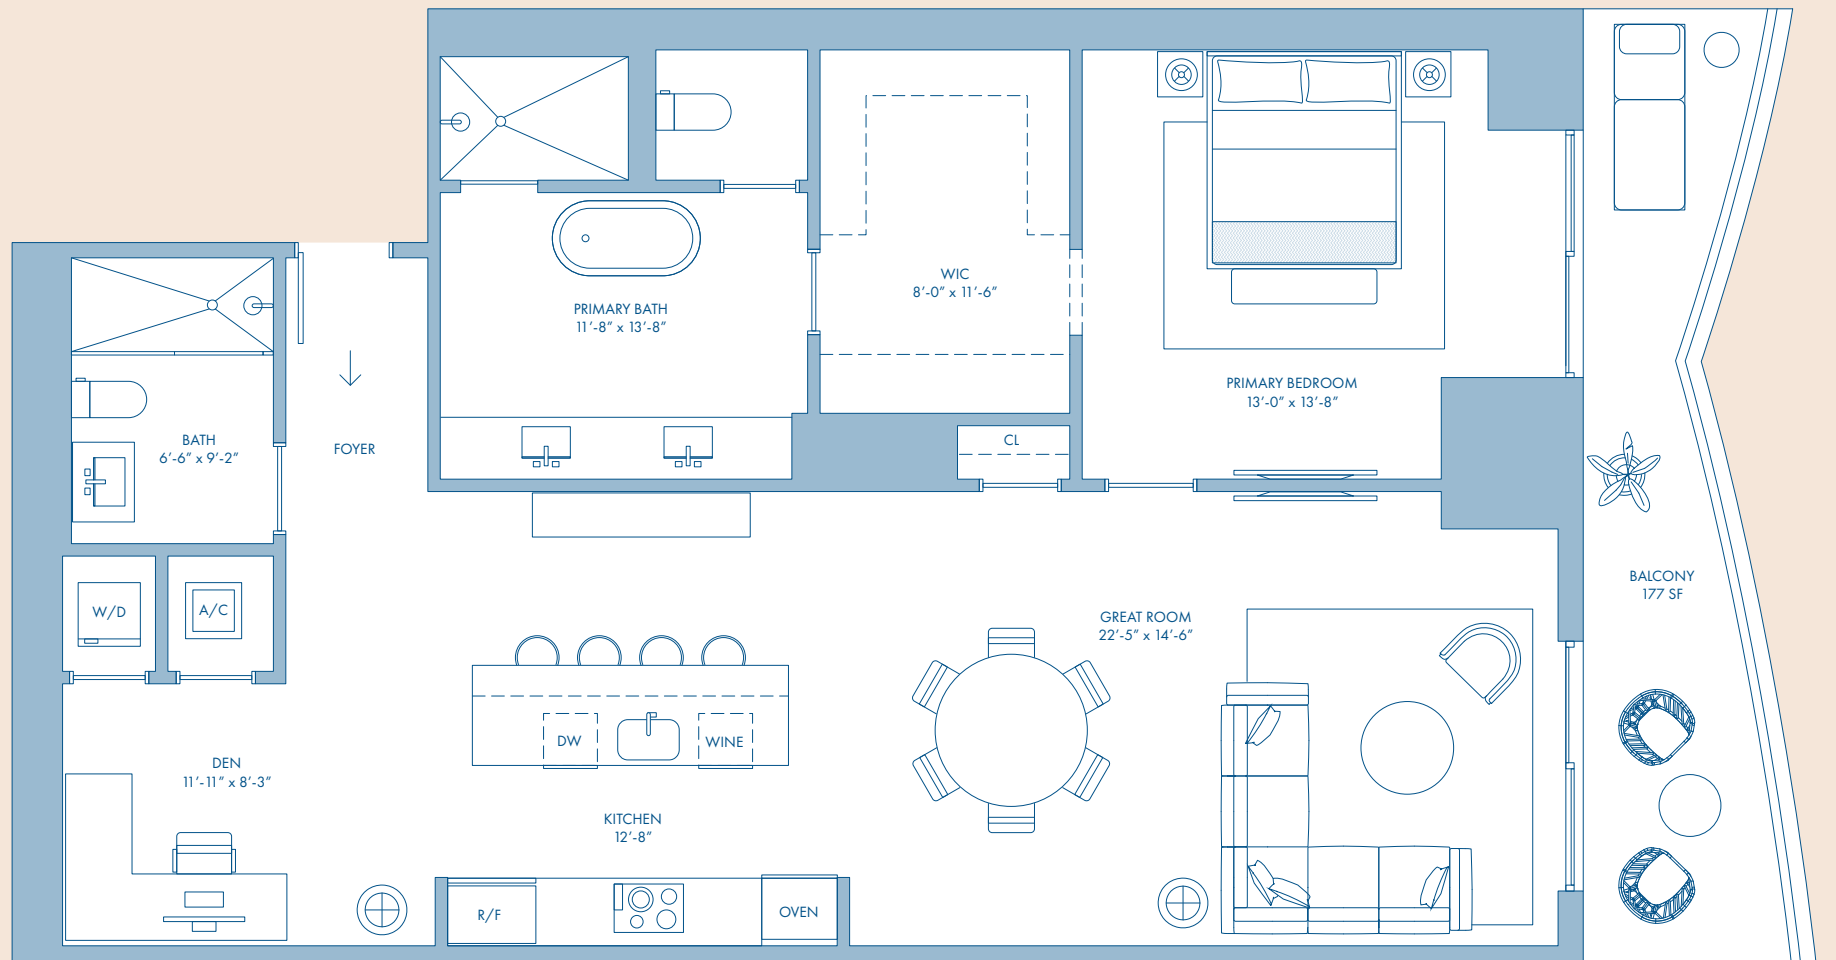 WIC
8’-0” x 11’-6”
PRIMARY BATH
11’-8” x 13’-8”
PRIMARY BEDROOM
13’-0” x 13’-8”
BATH
6’-6” x 9’-2”
FOYER
CL
BALCONY
177 SF
W/D
A/C
GREAT ROOM
22’-5” x 14’-6”
DW
WINE
DEN
11’-11” x 8’-3”
KITCHEN
12’-8”
R/F
OVEN